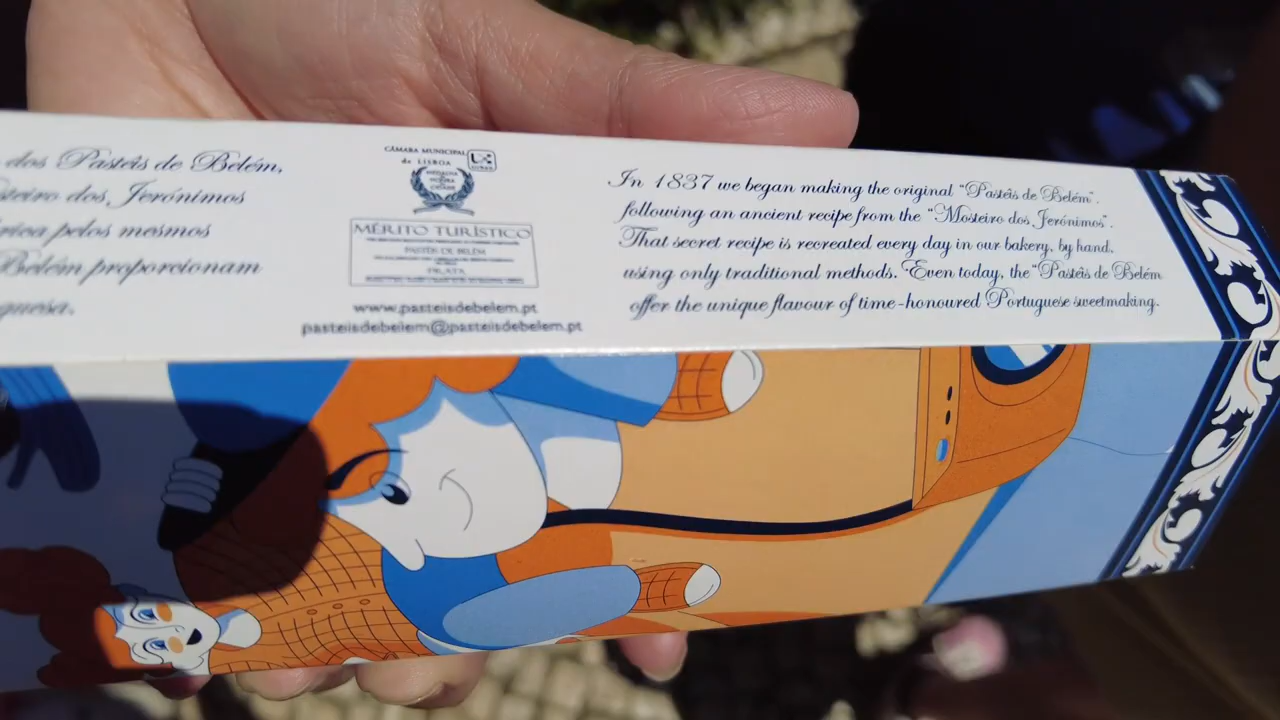 dos Pastéis de Belém,
dos Jerónimos
pelos mesmos
Belém proporcionam
CÂMARA MUNICIPAL
de LISBOA
MEDALHA
CIDADE
MÉRITO TURÍSTICO
PASTÉIS DE BELÉM
PRATA
www.pasteisdebelem.pt
pasteisdebelem@pasteisdebelem.pt
In 1837 we began making the original "Pastéis de Belém".
following an ancient recipe from the "Mosteiro dos Jerónimos".
That secret recipe is recreated every day in our bakery, by hand,
using only traditional methods. Even today, the "Pastéis de Belém
offer the unique flavour of time-honoured Portuguese sweetmaking.